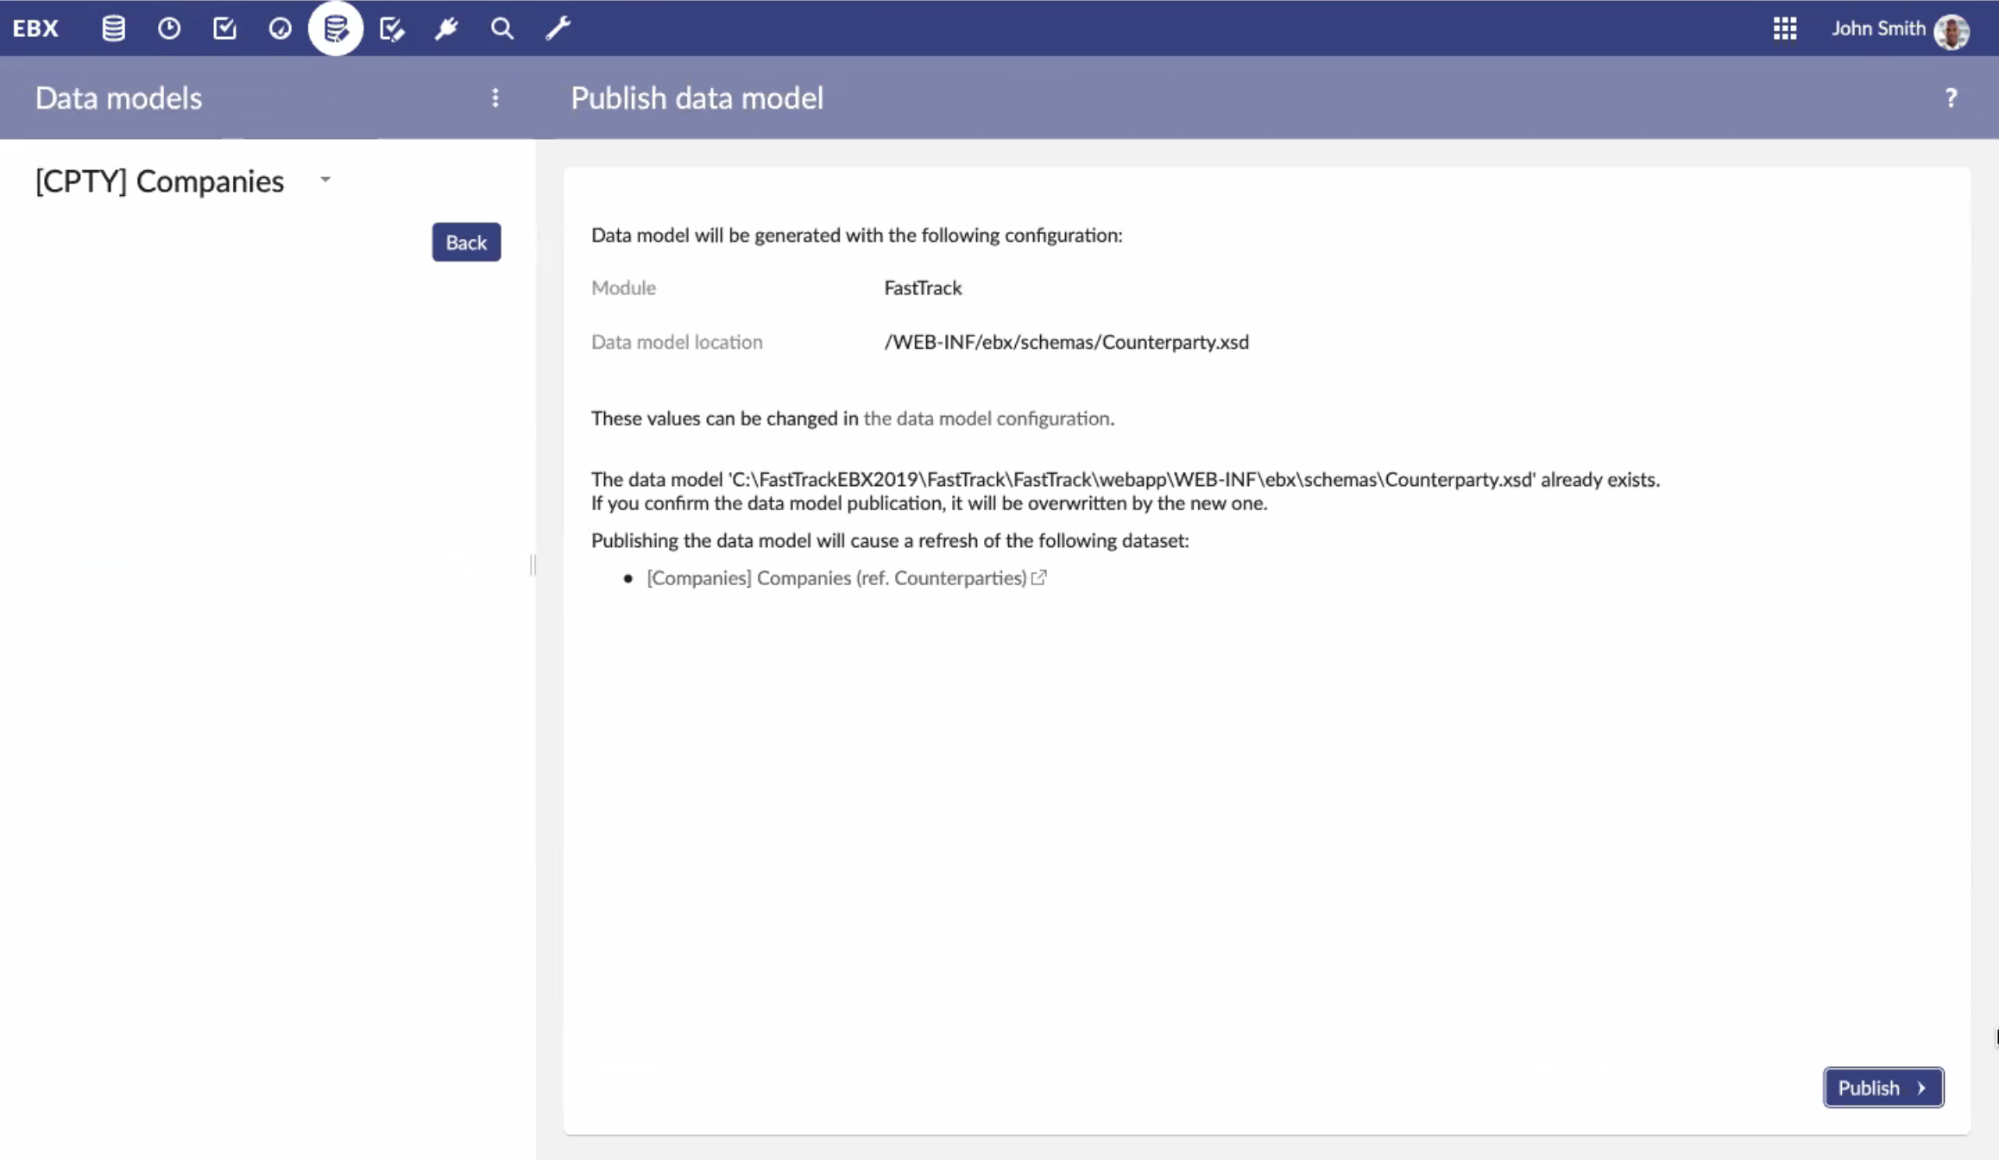 EBX
John Smith
Data models
Publish data model
?
[CPTY] Companies
Back
Data model will be generated with the following configuration:
Module FastTrack
Data model location /WEB-INF/ebx/schemas/Counterparty.xsd
These values can be changed in the data model configuration.
The data model 'C:\FastTrackEBX2019\FastTrack\FastTrack\webapp\WEB-INF\ebx\schemas\Counterparty.xsd' already exists.
If you confirm the data model publication, it will be overwritten by the new one.
Publishing the data model will cause a refresh of the following dataset:
• [Companies] Companies (ref. Counterparties)
Publish